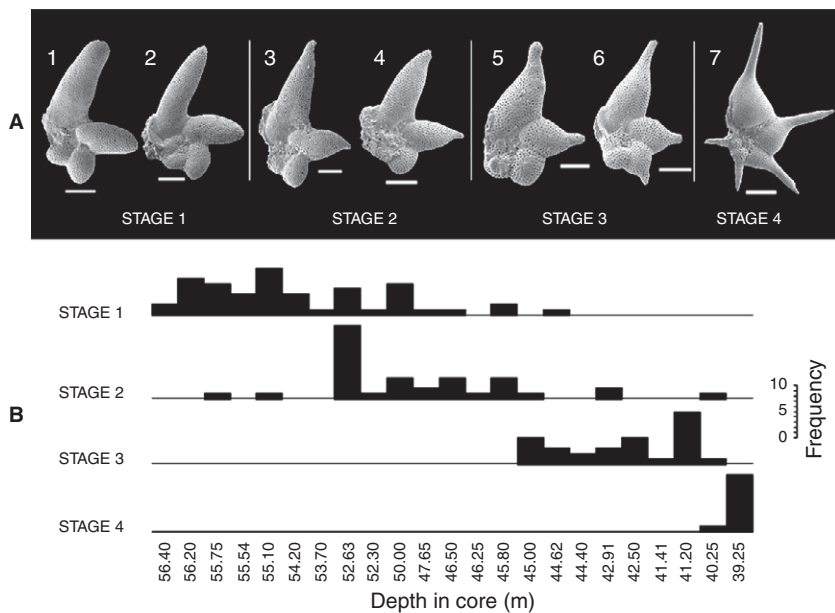 1 2 3 4 5 6 7
A
STAGE 1 STAGE 2 STAGE 3 STAGE 4
B
STAGE 1
STAGE 2
STAGE 3
STAGE 4
10
5
0
Frequency
56.40 56.20 55.75 55.54 55.10 54.20 53.70 52.63 52.30 50.00 47.65 46.50 46.25 45.80 45.00 44.62 44.40 42.91 42.50 41.41 41.20 40.25 39.25
Depth in core (m)